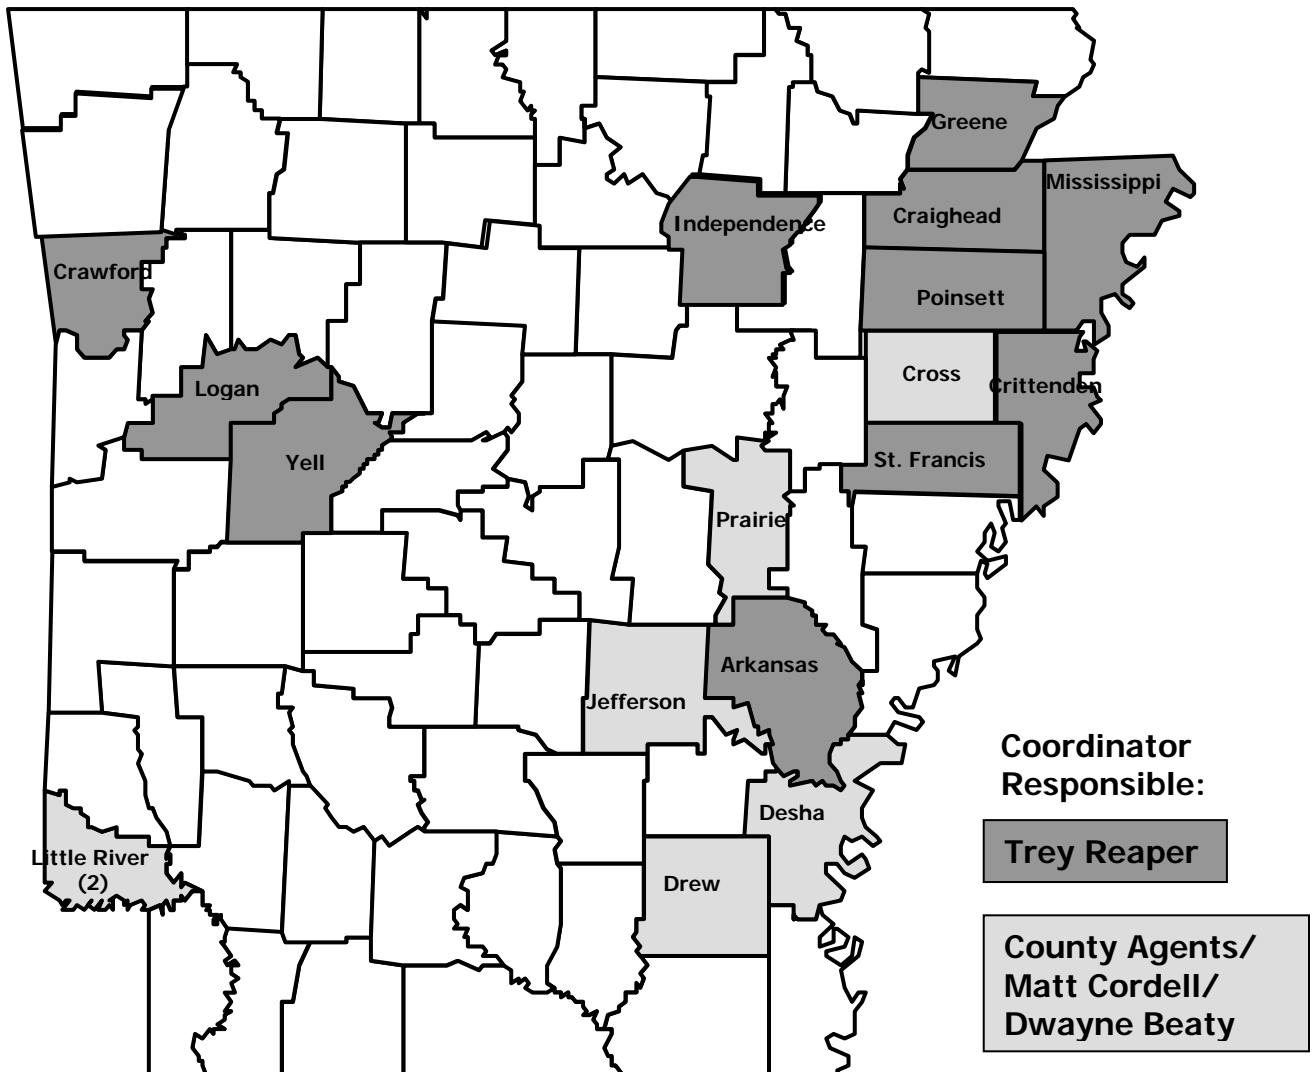 Greene
Mississippi
Craighead
Independence
Crawford
Poinsett
Cross
Crittenden
Logan
Yell
St. Francis
Prairie
Arkansas
Jefferson
Coordinator
Responsible:
Desha
Trey Reaper
Little River
(2)
Drew
County Agents/
Matt Cordell/
Dwayne Beaty